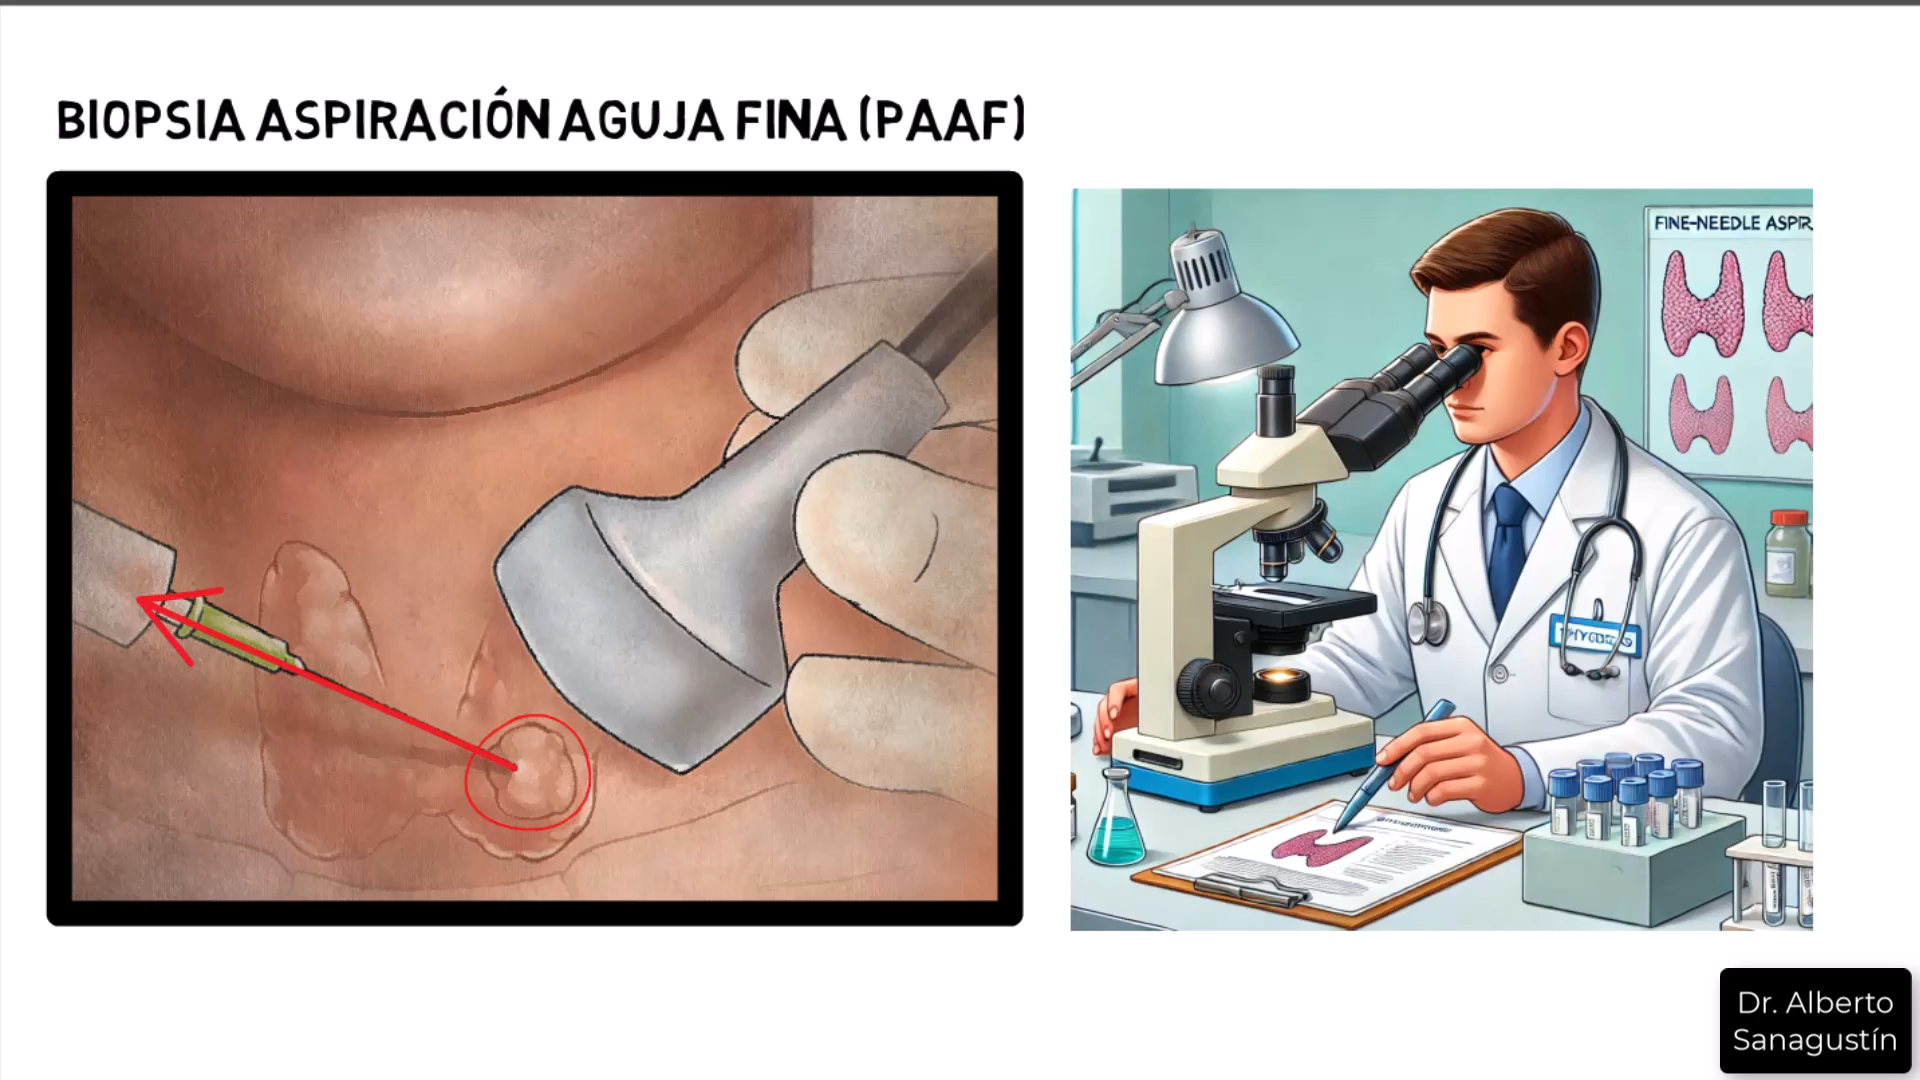 BIOPSIA ASPIRACIÓN AGUJA FINA (PAAF)
FINE-NEEDLE ASPIR
Dr. Alberto
Sanagustín